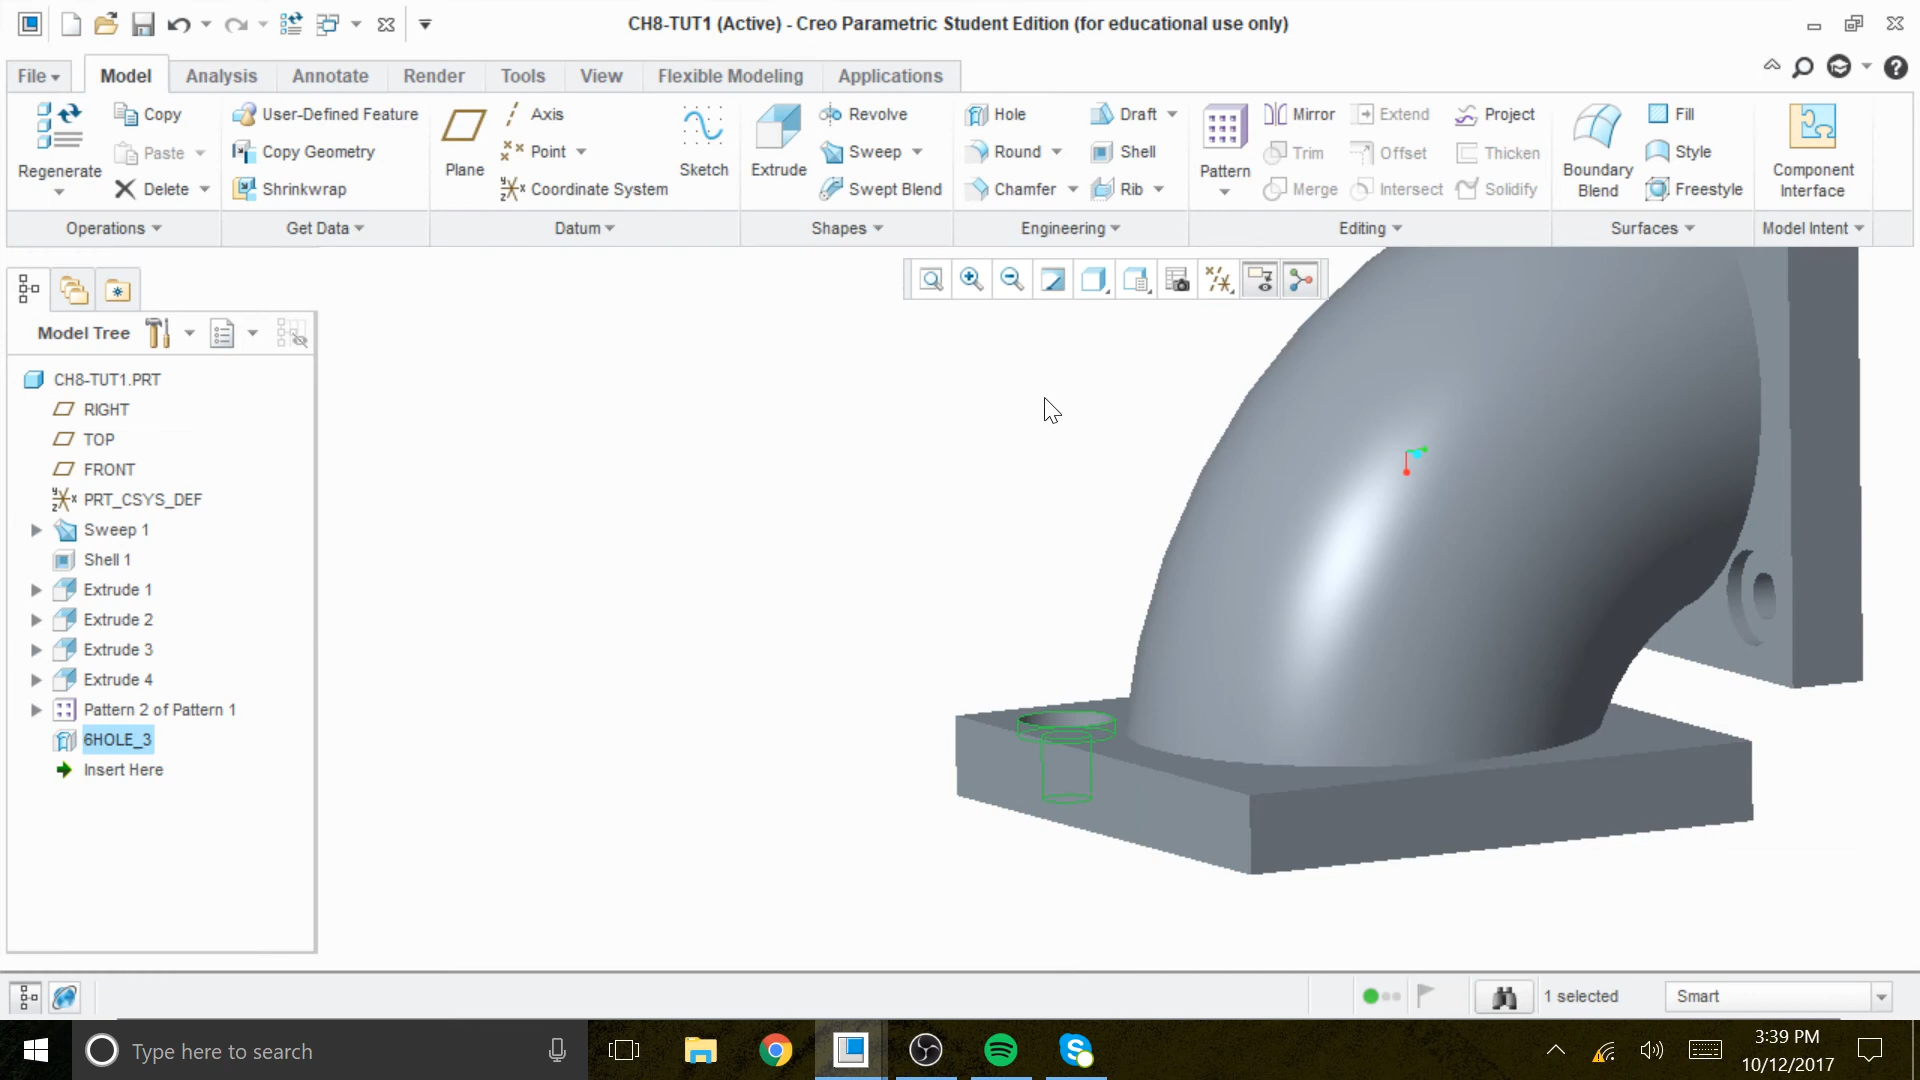 CH8-TUT1 (Active) - Creo Parametric Student Edition (for educational use only)
File Model Analysis Annotate Render Tools View Flexible Modeling Applications
Regenerate Copy Paste Delete
User-Defined Feature Copy Geometry Shrinkwrap
Plane Axis Point Coordinate System Sketch
Extrude Revolve Sweep Swept Blend
Hole Round Chamfer Draft Shell Rib
Pattern Mirror Trim Merge Extend Offset Intersect Project Thicken Solidify
Boundary Blend Fill Style Freestyle
Component Interface
Operations Get Data Datum Shapes Engineering Editing Surfaces Model Intent
Model Tree
CH8-TUT1.PRT
RIGHT
TOP
FRONT
PRT_CSYS_DEF
Sweep 1
Shell 1
Extrude 1
Extrude 2
Extrude 3
Extrude 4
Pattern 2 of Pattern 1
6HOLE_3
Insert Here
1 selected Smart
Type here to search
3:39 PM
10/12/2017